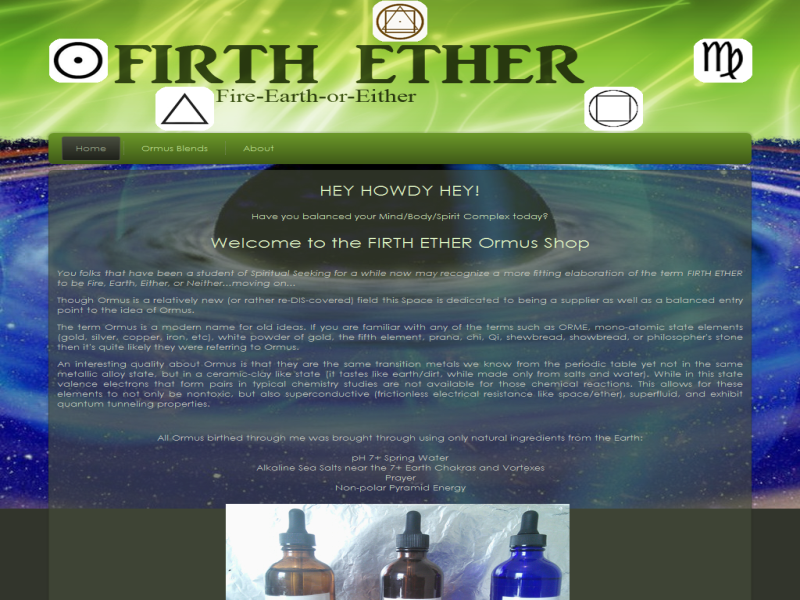 FIRTH ETHER
Fire-Earth-or-Either
Home
Ormus Blends
About
HEY HOWDY HEY!
Have you balanced your Mind/Body/Spirit Complex today?
Welcome to the FIRTH ETHER Ormus Shop
You folks that have been a student of Spiritual Seeking for a while now may recognize a more fitting elaboration of the term FIRTH ETHER
to be Fire, Earth, Either, or Neither...moving on...
Though Ormus is a relatively new (or rather re-DIS-covered) field this Space is dedicated to being a supplier as well as a balanced entry
point to the idea of Ormus.
The term Ormus is a modern name for old ideas. If you are familiar with any of the terms such as ORME, mono-atomic state elements
(gold, silver, copper, iron, etc), white powder of gold, the fifth element, prana, chi, Qi, shewbread, showbread, or philosopher's stone
then it's quite likely they were referring to Ormus.
An interesting quality about Ormus is that they are the same transition metals we know from the periodic table yet not in the same
metallic alloy state, but in a ceramic-clay like state (it tastes like earth/dirt, while made only from salts and water). While in this state
valence electrons that form pairs in typical chemistry studies are not available for those chemical reactions. This allows for these
elements to not only be nontoxic, but also superconductive (frictionless electrical resistance like space/ether), superfluid, and exhibit
quantum tunneling properties.
All Ormus birthed through me was brought through using only natural ingredients from the Earth:
pH 7+ Spring Water
Alkaline Sea Salts near the 7+ Earth Chakras and Vortexes
Prayer
Non-polar Pyramid Energy